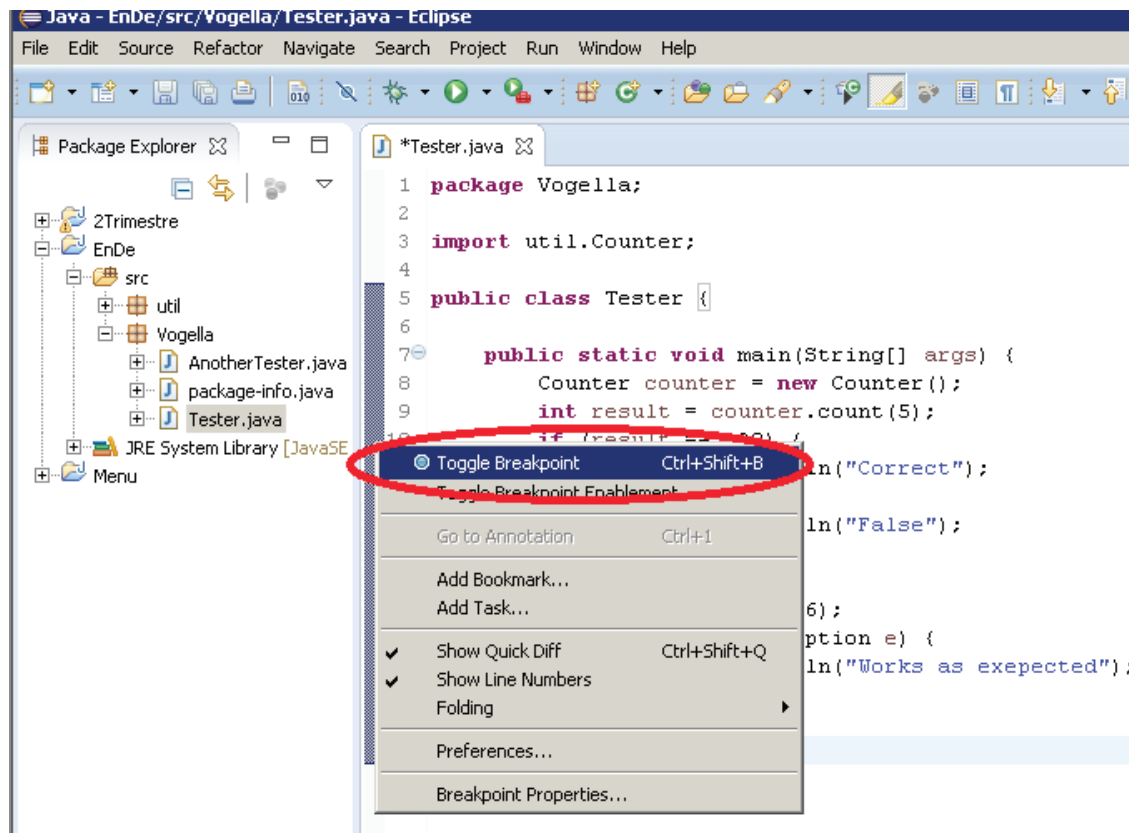 Java - EnDe/src/Vogella/Tester.java - Eclipse
File Edit Source Refactor Navigate Search Project Run Window Help
Package Explorer
2Trimestre
EnDe
src
util
Vogella
AnotherTester.java
package-info.java
Tester.java
JRE System Library [JavaSE
Menu
*Tester.java
1 package Vogella;
2
3 import util.Counter;
4
5 public class Tester {
6
7 public static void main(String[] args) {
8 Counter counter = new Counter();
9 int result = counter.count(5);
10 if (result
ln("Correct");
ln("False");
6);
ption e) {
ln("Works as exepected");
Toggle Breakpoint Ctrl+Shift+B
Toggle Breakpoint Enablement
Go to Annotation Ctrl+1
Add Bookmark...
Add Task...
Show Quick Diff Ctrl+Shift+Q
Show Line Numbers
Folding
Preferences...
Breakpoint Properties...